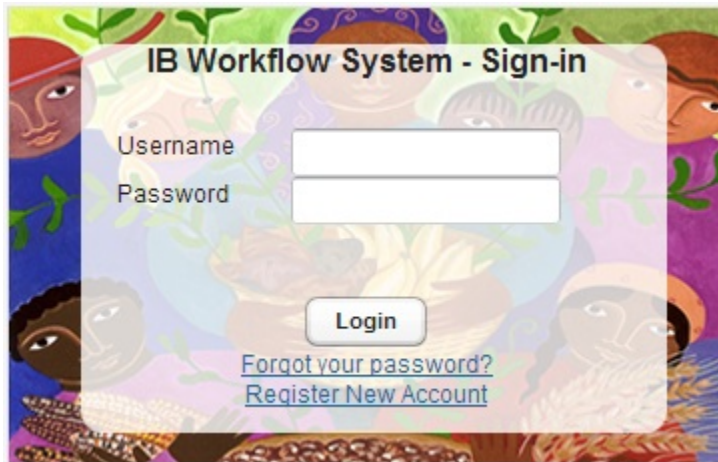 IB Workflow System - Sign-in
Username
Password
Login
Forgot your password?
Register New Account